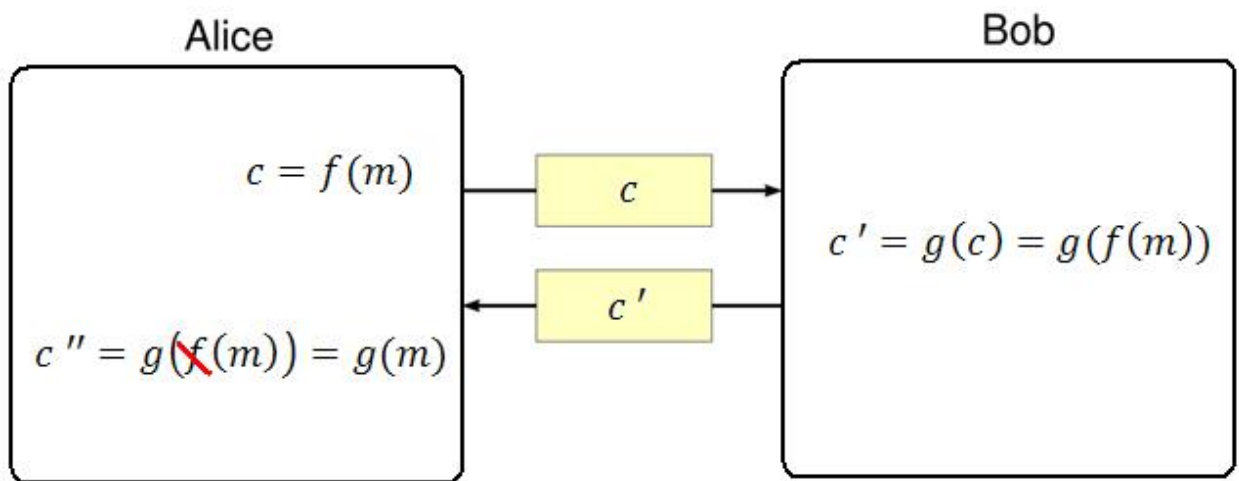 Alice
Bob
c = f(m)
c
c' = g(c) = g(f(m))
c'
c'' = g(f(m)) = g(m)